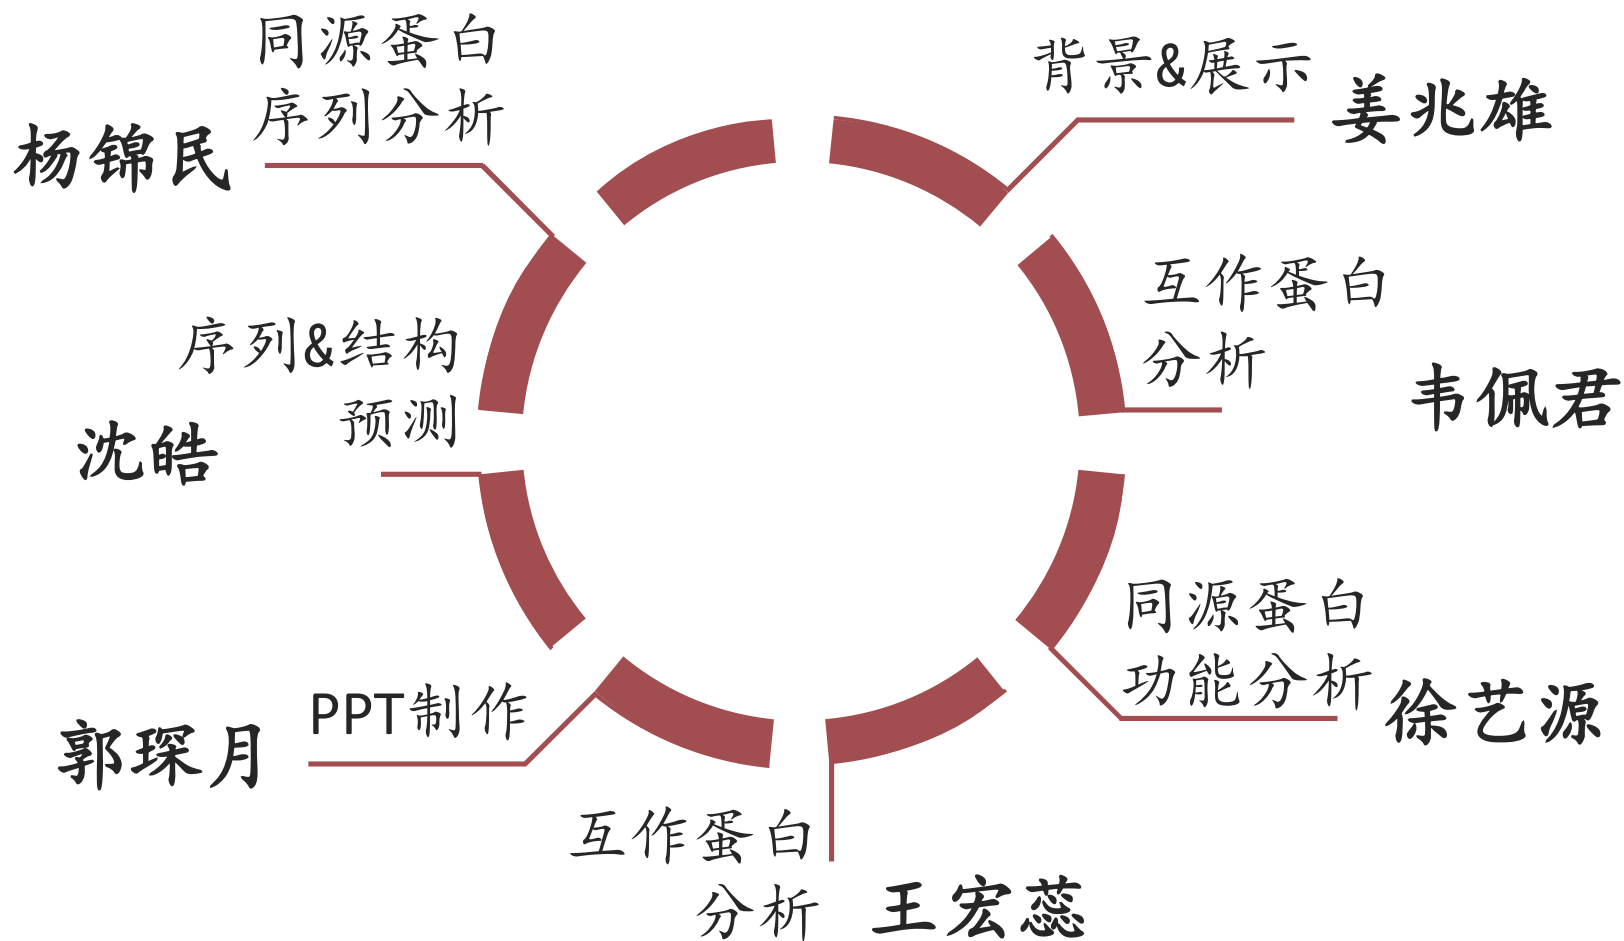 同源蛋白
序列分析
杨锦民
背景&展示
姜兆雄
互作蛋白
分析
韦佩君
序列&结构
预测
沈皓
同源蛋白
功能分析
徐艺源
PPT制作
郭琛月
互作蛋白
分析
王宏蕊